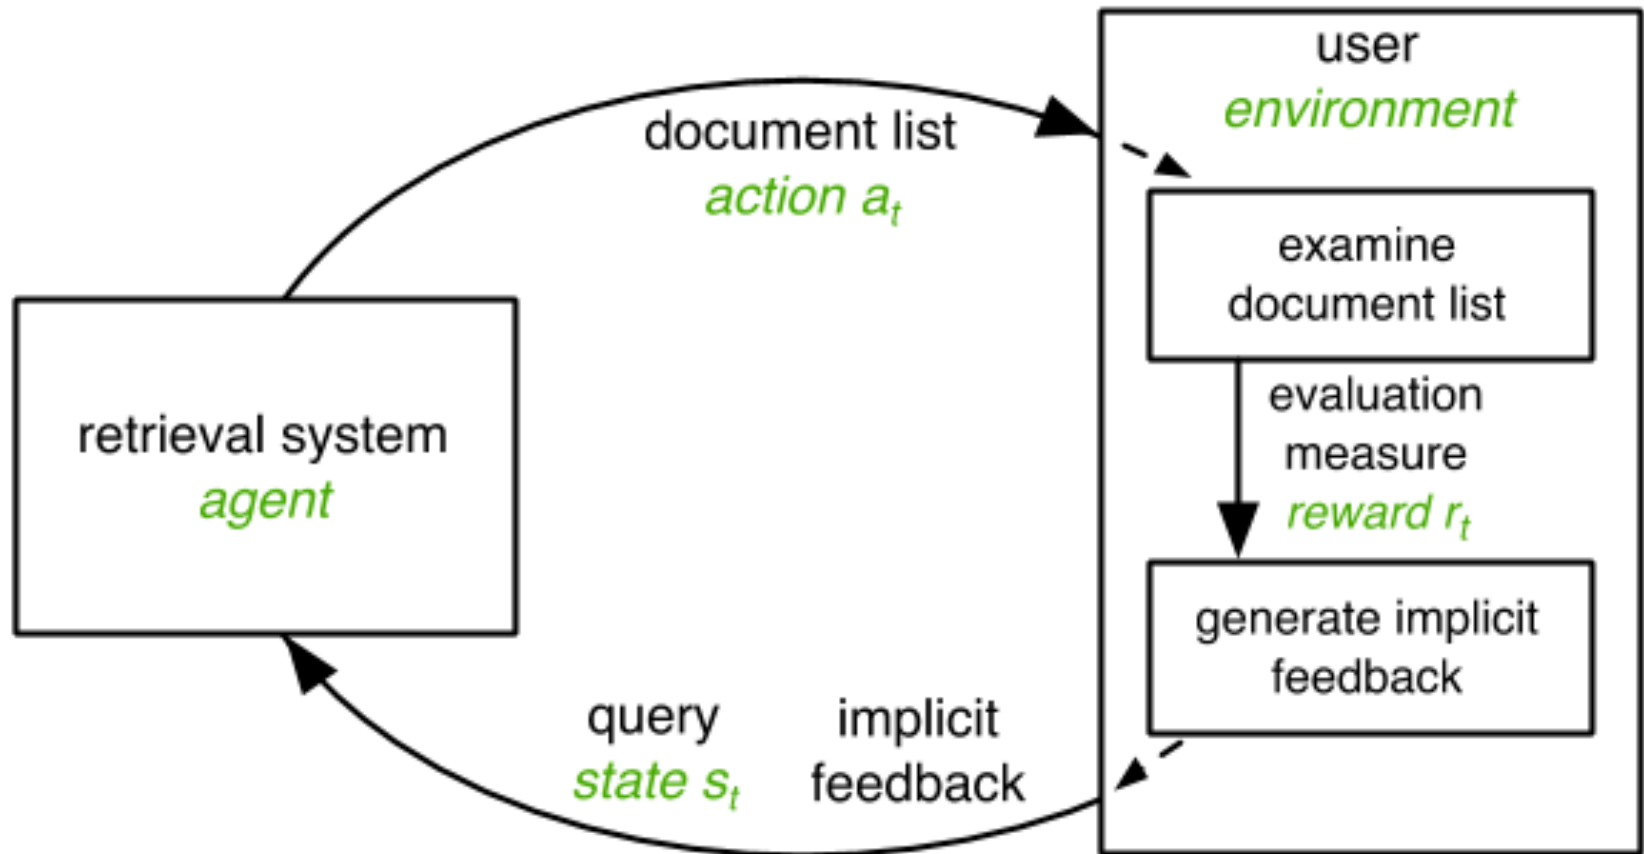 user
environment
document list
action a_t
examine
document list
evaluation
measure
reward r_t
retrieval system
agent
generate implicit
feedback
query
state s_t
implicit
feedback